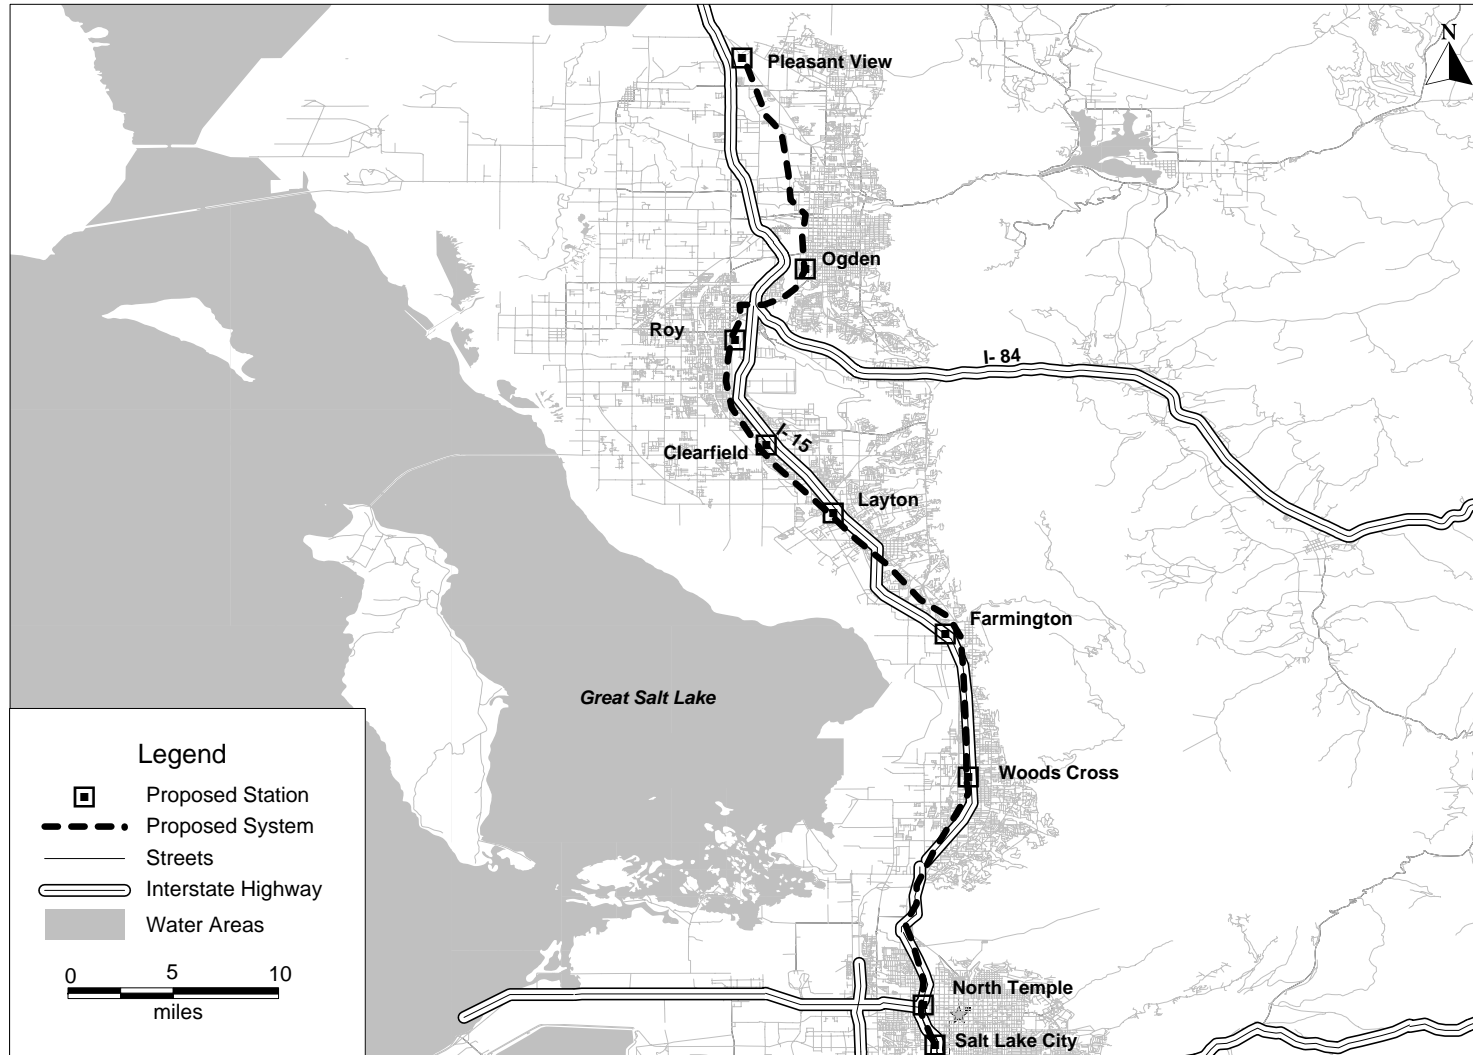 N
Pleasant View
Ogden
Roy
I- 84
I- 15
Clearfield
Layton
Farmington
Great Salt Lake
Woods Cross
Legend
Proposed Station
Proposed System
Streets
Interstate Highway
Water Areas
0 5 10
miles
North Temple
Salt Lake City